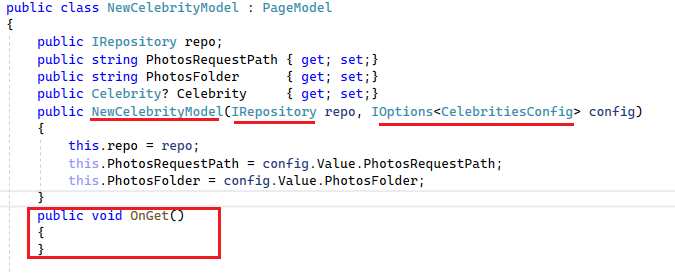 public class NewCelebrityModel : PageModel
{
public IRepository repo;
public string PhotosRequestPath { get; set;}
public string PhotosFolder { get; set;}
public Celebrity? Celebrity { get; set;}
public NewCelebrityModel(IRepository repo, IOptions<CelebritiesConfig> config)
{
this.repo = repo;
this.PhotosRequestPath = config.Value.PhotosRequestPath;
this.PhotosFolder = config.Value.PhotosFolder;
}
public void OnGet()
{
}